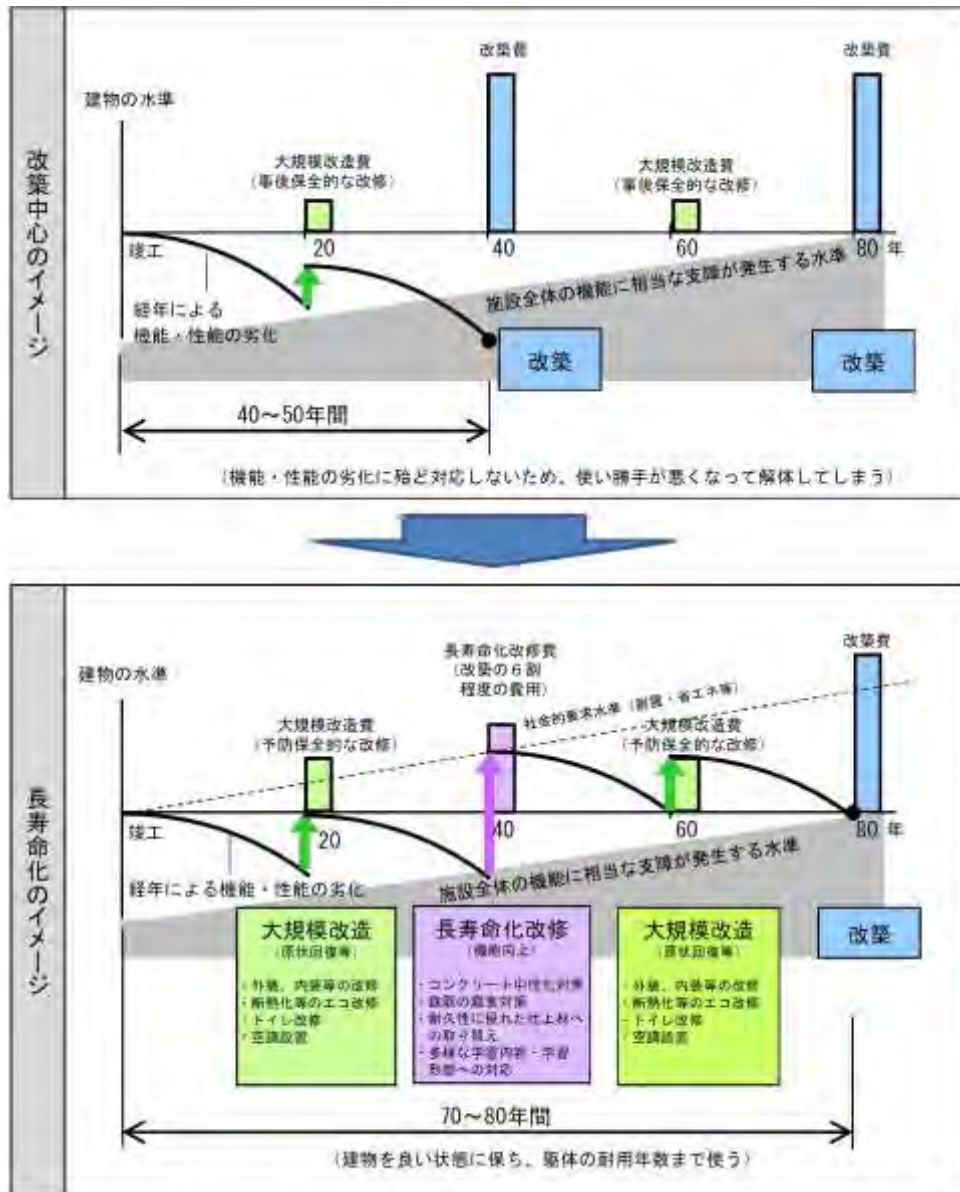 改築中心のイメージ
建物の水準
改築費
改築費
大規模改造費
(事後保全的な改修)
大規模改造費
(事後保全的な改修)
竣工
20
40
60
80 年
経年による
機能・性能の劣化
施設全体の機能に相当な支障が発生する水準
改築
改築
40～50年間
(機能・性能の劣化に殆ど対応しないため、使い勝手が悪くなって解体してしまう)
長寿命化のイメージ
建物の水準
改築費
長寿命化改修費
(改築の6割
程度の費用)
社会的要求水準(耐震・省エネ等)
大規模改造費
(予防保全的な改修)
大規模改造費
(予防保全的な改修)
竣工
20
40
60
80 年
経年による機能・性能の劣化
施設全体の機能に相当な支障が発生する水準
大規模改造
(原状回復等)
・外装、内装等の改修
・断熱化等のエコ改修
・トイレ改修
・空調設置
長寿命化改修
(機能向上)
・コンクリート中性化対策
・鉄筋の腐食対策
・耐久性に優れた仕上材へ
の取り替え
・多様な学習内容・学習
形態への対応
大規模改造
(原状回復等)
・外装、内装等の改修
・断熱化等のエコ改修
・トイレ改修
・空調設置
改築
70～80年間
(建物を良い状態に保ち、躯体の耐用年数まで使う)